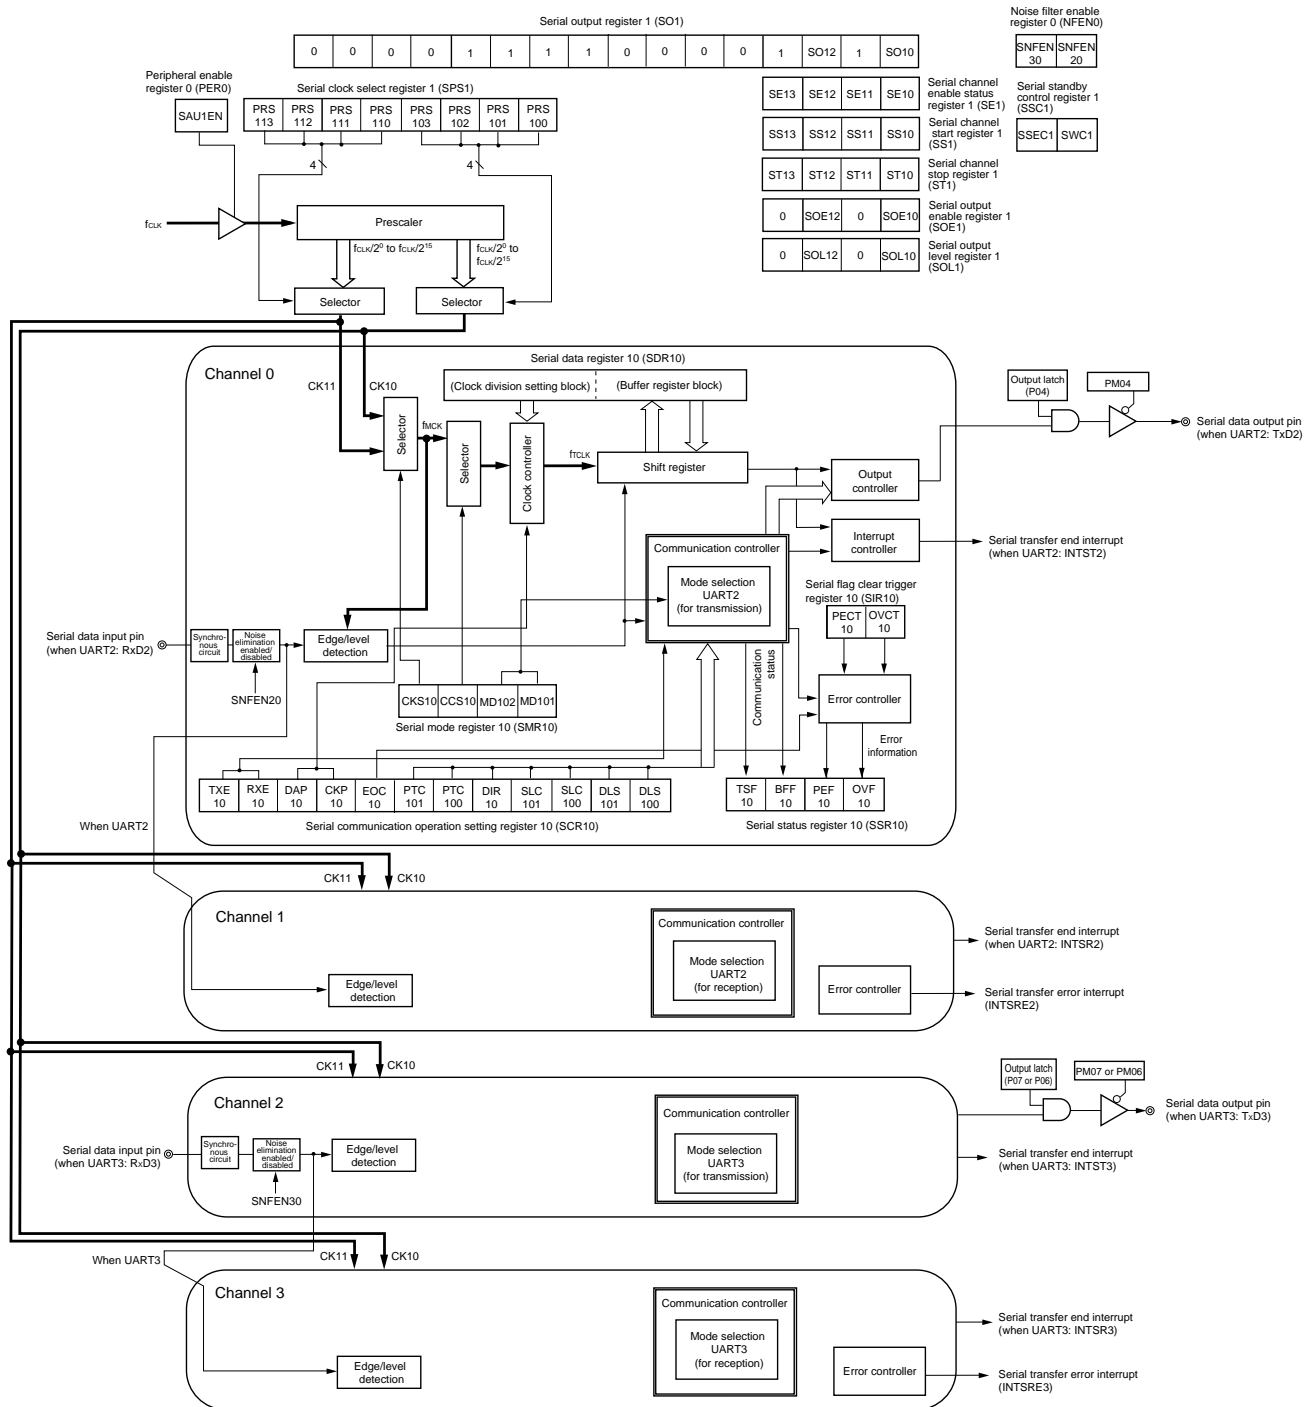 Serial output register 1 (SO1)
0 0 0 0 1 1 1 1 0 0 0 0 1 SO12 1 SO10
Noise filter enable
register 0 (NFEN0)
SNFEN SNFEN
30 20
Peripheral enable
register 0 (PER0)
SAU1EN
Serial clock select register 1 (SPS1)
PRS PRS PRS PRS PRS PRS PRS PRS
113 112 111 110 103 102 101 100
4 4
SE13 SE12 SE11 SE10
Serial channel
enable status
register 1 (SE1)
Serial standby
control register 1
(SSC1)
SSEC1 SWC1
SS13 SS12 SS11 SS10
Serial channel
start register 1
(SS1)
ST13 ST12 ST11 ST10
Serial channel
stop register 1
(ST1)
0 SOE12 0 SOE10
Serial output
enable register 1
(SOE1)
0 SOL12 0 SOL10
Serial output
level register 1
(SOL1)
fCLK
Prescaler
fCLK/2⁰ to fCLK/2¹⁵
fCLK/2⁰ to
fCLK/2¹⁵
Selector
Selector
Channel 0
CK11
CK10
Serial data register 10 (SDR10)
(Clock division setting block)
(Buffer register block)
Selector
fMCK
Selector
Clock controller
fTCLK
Shift register
Output latch
(P04)
PM04
Serial data output pin
(when UART2: TxD2)
Output
controller
Interrupt
controller
Serial transfer end interrupt
(when UART2: INTST2)
Communication controller
Mode selection
UART2
(for transmission)
Serial flag clear trigger
register 10 (SIR10)
PECT OVCT
10 10
Serial data input pin
(when UART2: RxD2)
Synchro-
nous
circuit
Noise
elimination
enabled/
disabled
Edge/level
detection
SNFEN20
CKS10 CCS10 MD102 MD101
Serial mode register 10 (SMR10)
Communication
status
Error controller
Error
information
TXE RXE DAP CKP EOC PTC PTC DIR SLC SLC DLS DLS
10 10 10 10 10 101 100 10 101 100 101 100
Serial communication operation setting register 10 (SCR10)
TSF BFF PEF OVF
10 10 10 10
Serial status register 10 (SSR10)
When UART2
CK11
CK10
Channel 1
Communication controller
Mode selection
UART2
(for reception)
Edge/level
detection
Error controller
Serial transfer end interrupt
(when UART2: INTSR2)
Serial transfer error interrupt
(INTSRE2)
CK11
CK10
Channel 2
Communication controller
Mode selection
UART3
(for transmission)
Output latch
(P07 or P06)
PM07 or PM06
Serial data output pin
(when UART3: TxD3)
Serial data input pin
(when UART3: RxD3)
Synchro-
nous
circuit
Noise
elimination
enabled/
disabled
Edge/level
detection
SNFEN30
Serial transfer end interrupt
(when UART3: INTST3)
When UART3
CK11
CK10
Channel 3
Communication controller
Mode selection
UART3
(for reception)
Edge/level
detection
Error controller
Serial transfer end interrupt
(when UART3: INTSR3)
Serial transfer error interrupt
(INTSRE3)